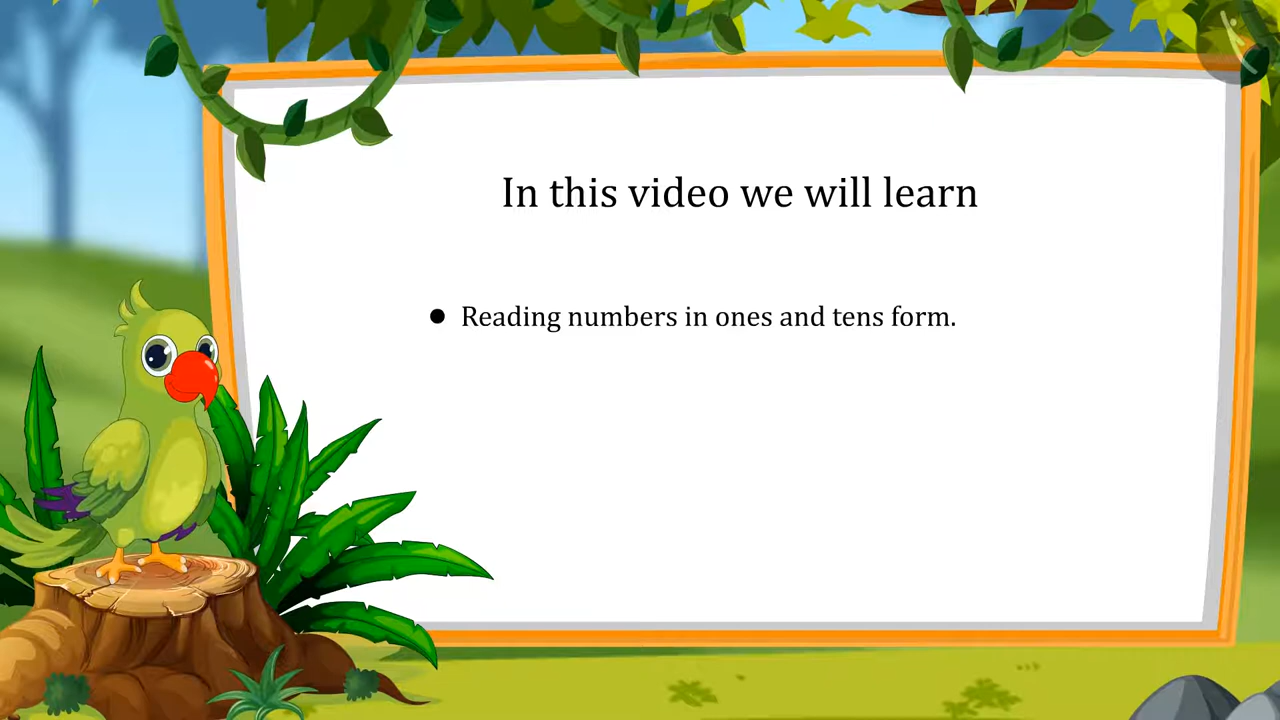 In this video we will learn
● Reading numbers in ones and tens form.